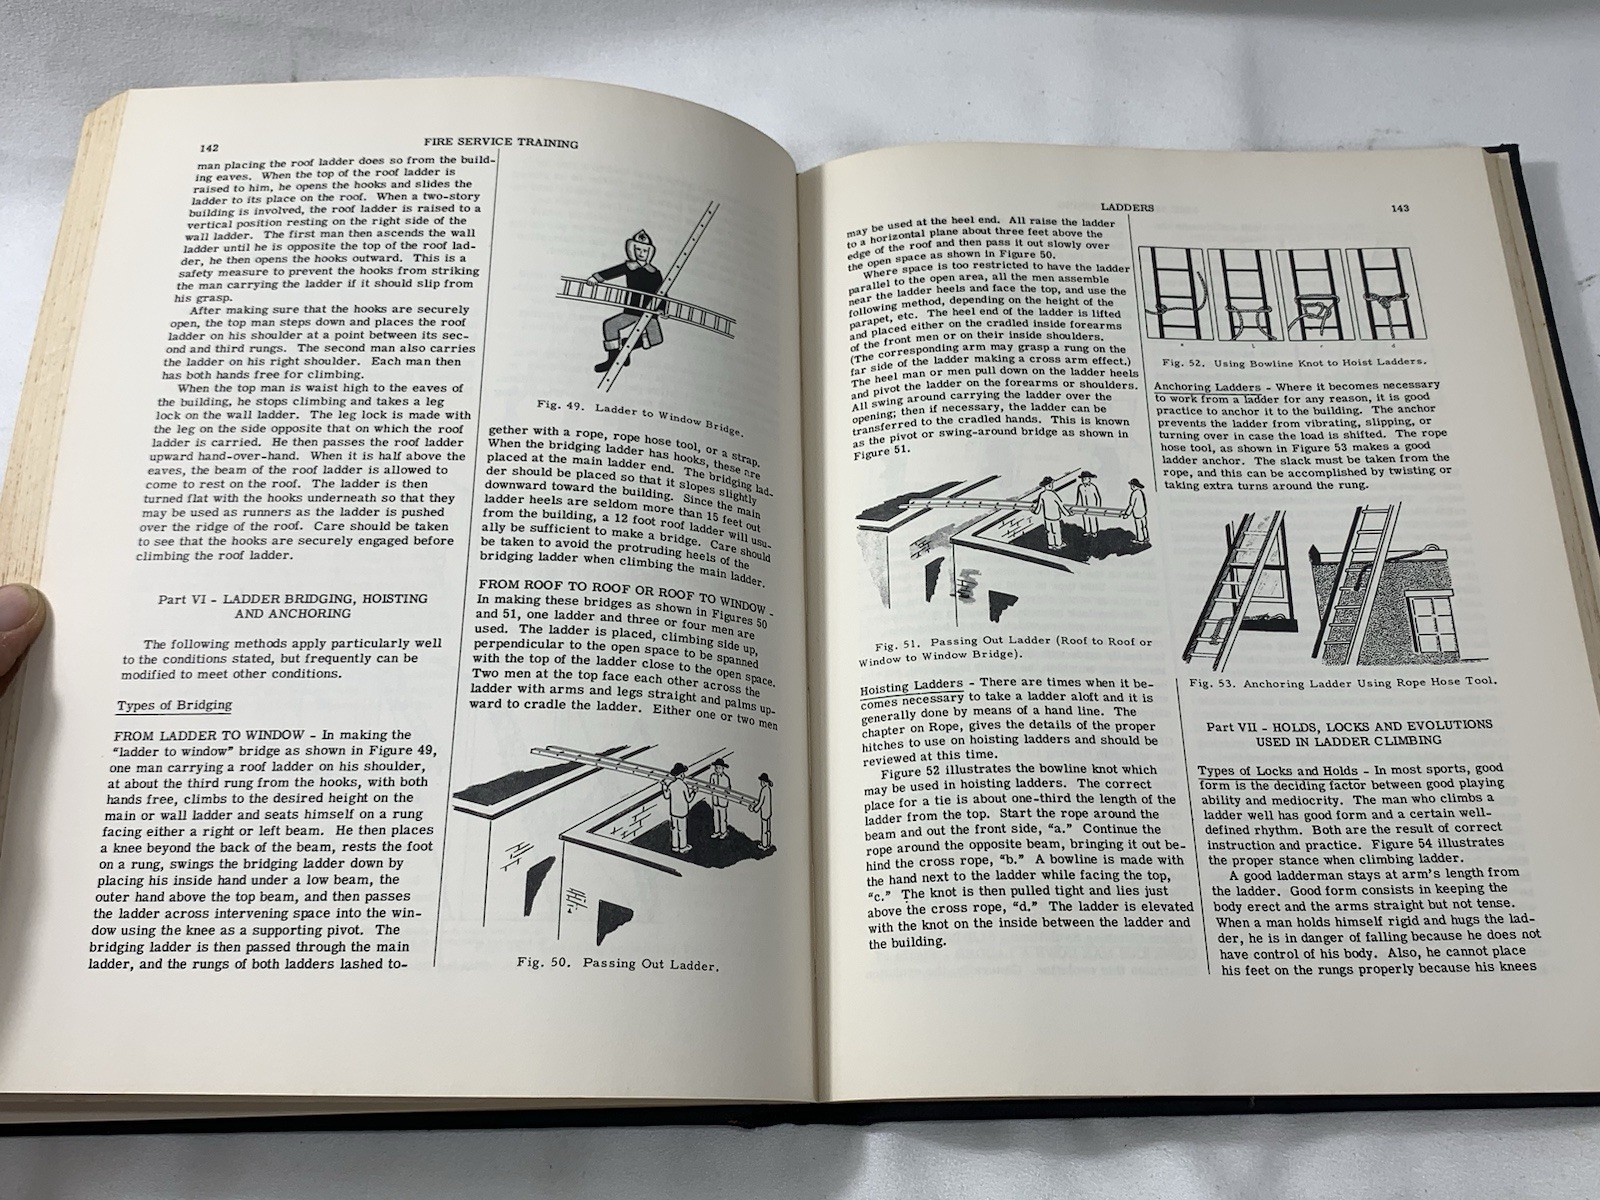 142
FIRE SERVICE TRAINING
man placing the roof ladder does so from the build-
ing eaves. When the top of the roof ladder is
raised to him, he opens the hooks and slides the
ladder to its place on the roof. When a two-story
building is involved, the roof ladder is raised to a
vertical position resting on the right side of the
wall ladder. The first man then ascends the wall
ladder until he is opposite the top of the roof lad-
der, he then opens the hooks outward. This is a
safety measure to prevent the hooks from striking
the man carrying the ladder if it should slip from
his grasp.
After making sure that the hooks are securely
open, the top man steps down and places the roof
ladder on his shoulder at a point between its sec-
ond and third rungs. The second man also carries
the ladder on his right shoulder. Each man then
has both hands free for climbing.
When the top man is waist high to the eaves of
the building, he stops climbing and takes a leg
lock on the wall ladder. The leg lock is made with
the leg on the side opposite that on which the roof
ladder is carried. He then passes the roof ladder
upward hand-over-hand. When it is half above the
eaves, the beam of the roof ladder is allowed to
come to rest on the roof. The ladder is then
turned flat with the hooks underneath so that they
may be used as runners as the ladder is pushed
over the ridge of the roof. Care should be taken
to see that the hooks are securely engaged before
climbing the roof ladder.
Part VI - LADDER BRIDGING, HOISTING
AND ANCHORING
The following methods apply particularly well
to the conditions stated, but frequently can be
modified to meet other conditions.
Types of Bridging
FROM LADDER TO WINDOW - In making the
"ladder to window" bridge as shown in Figure 49,
one man carrying a roof ladder on his shoulder,
at about the third rung from the hooks, with both
hands free, climbs to the desired height on the
main or wall ladder and seats himself on a rung
facing either a right or left beam. He then places
a knee beyond the back of the beam, rests the foot
on a rung, swings the bridging ladder down by
placing his inside hand under a low beam, the
outer hand above the top beam, and then passes
the ladder across intervening space into the win-
dow using the knee as a supporting pivot. The
bridging ladder is then passed through the main
ladder, and the rungs of both ladders lashed to-
Fig. 49. Ladder to Window Bridge.
gether with a rope, rope hose tool, or a strap.
When the bridging ladder has hooks, these are
placed at the main ladder end. The bridging lad-
der should be placed so that it slopes slightly
downward toward the building. Since the main
ladder heels are seldom more than 15 feet out
from the building, a 12 foot roof ladder will usu-
ally be sufficient to make a bridge. Care should
be taken to avoid the protruding heels of the
bridging ladder when climbing the main ladder.
FROM ROOF TO ROOF OR ROOF TO WINDOW -
In making these bridges as shown in Figures 50
and 51, one ladder and three or four men are
used. The ladder is placed, climbing side up,
perpendicular to the open space to be spanned
with the top of the ladder close to the open space.
Two men at the top face each other across the
ladder with arms and legs straight and palms up-
ward to cradle the ladder. Either one or two men
Fig. 50. Passing Out Ladder.
LADDERS
143
may be used at the heel end. All raise the ladder
to a horizontal plane about three feet above the
edge of the roof and then pass it out slowly over
the open space as shown in Figure 50.
Where space is too restricted to have the ladder
parallel to the open area, all the men assemble
near the ladder heels and face the top, and use the
following method, depending on the height of the
parapet, etc. The heel end of the ladder is lifted
and placed either on the cradled inside forearms
of the front men or on their inside shoulders.
(The corresponding arm may grasp a rung on the
far side of the ladder making a cross arm effect.)
The heel man or men pull down on the ladder heels
and pivot the ladder on the forearms or shoulders.
All swing around carrying the ladder over the
opening; then if necessary, the ladder can be
transferred to the cradled hands. This is known
as the pivot or swing-around bridge as shown in
Figure 51.
Fig. 51. Passing Out Ladder (Roof to Roof or
Window to Window Bridge).
Hoisting Ladders - There are times when it be-
comes necessary to take a ladder aloft and it is
generally done by means of a hand line. The
chapter on Rope, gives the details of the proper
hitches to use on hoisting ladders and should be
reviewed at this time.
Figure 52 illustrates the bowline knot which
may be used in hoisting ladders. The correct
place for a tie is about one-third the length of the
ladder from the top. Start the rope around the
beam and out the front side, "a." Continue the
rope around the opposite beam, bringing it out be-
hind the cross rope, "b." A bowline is made with
the hand next to the ladder while facing the top,
"c." The knot is then pulled tight and lies just
above the cross rope, "d." The ladder is elevated
with the knot on the inside between the ladder and
the building.
a b c d
Fig. 52. Using Bowline Knot to Hoist Ladders.
Anchoring Ladders - Where it becomes necessary
to work from a ladder for any reason, it is good
practice to anchor it to the building. The anchor
prevents the ladder from vibrating, slipping, or
turning over in case the load is shifted. The rope
hose tool, as shown in Figure 53 makes a good
ladder anchor. The slack must be taken from the
rope, and this can be accomplished by twisting or
taking extra turns around the rung.
Fig. 53. Anchoring Ladder Using Rope Hose Tool.
Part VII - HOLDS, LOCKS AND EVOLUTIONS
USED IN LADDER CLIMBING
Types of Locks and Holds - In most sports, good
form is the deciding factor between good playing
ability and mediocrity. The man who climbs a
ladder well has good form and a certain well-
defined rhythm. Both are the result of correct
instruction and practice. Figure 54 illustrates
the proper stance when climbing ladder.
A good ladderman stays at arm's length from
the ladder. Good form consists in keeping the
body erect and the arms straight but not tense.
When a man holds himself rigid and hugs the lad-
der, he is in danger of falling because he does not
have control of his body. Also, he cannot place
his feet on the rungs properly because his knees